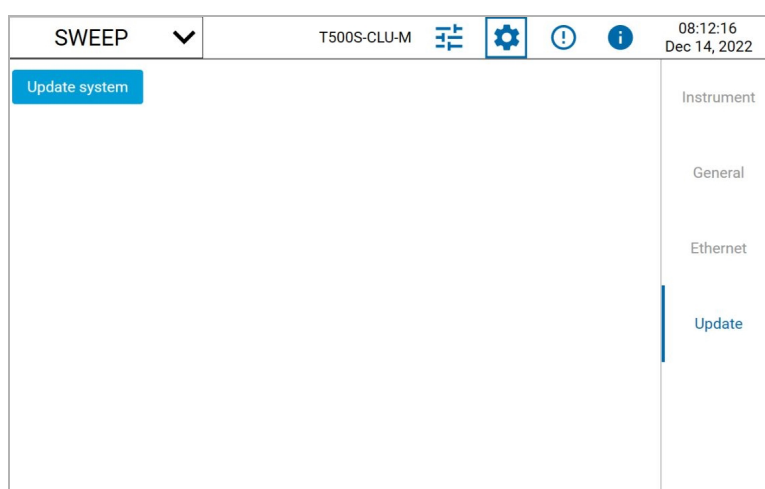 SWEEP
T500S-CLU-M
08:12:16
Dec 14, 2022
Update system
Instrument
General
Ethernet
Update